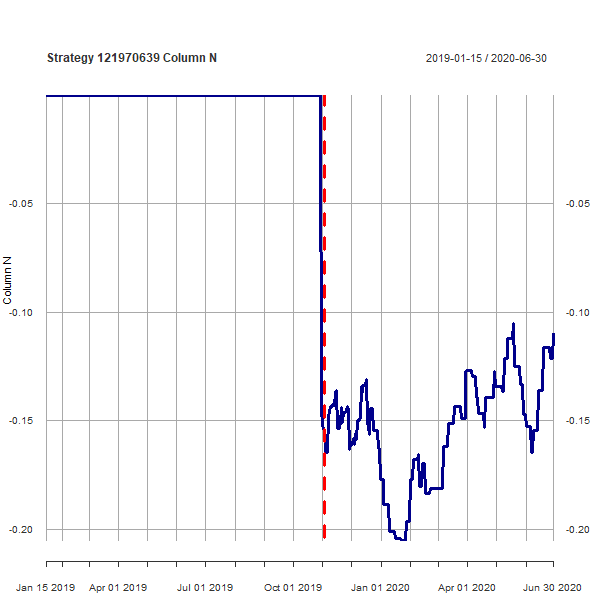 Strategy 121970639 Column N
2019-01-15 / 2020-06-30
-0.05 -0.05
-0.10 -0.10
Column N
-0.15 -0.15
-0.20 -0.20
Jan 15 2019 Apr 01 2019 Jul 01 2019 Oct 01 2019 Jan 01 2020 Apr 01 2020 Jun 30 2020